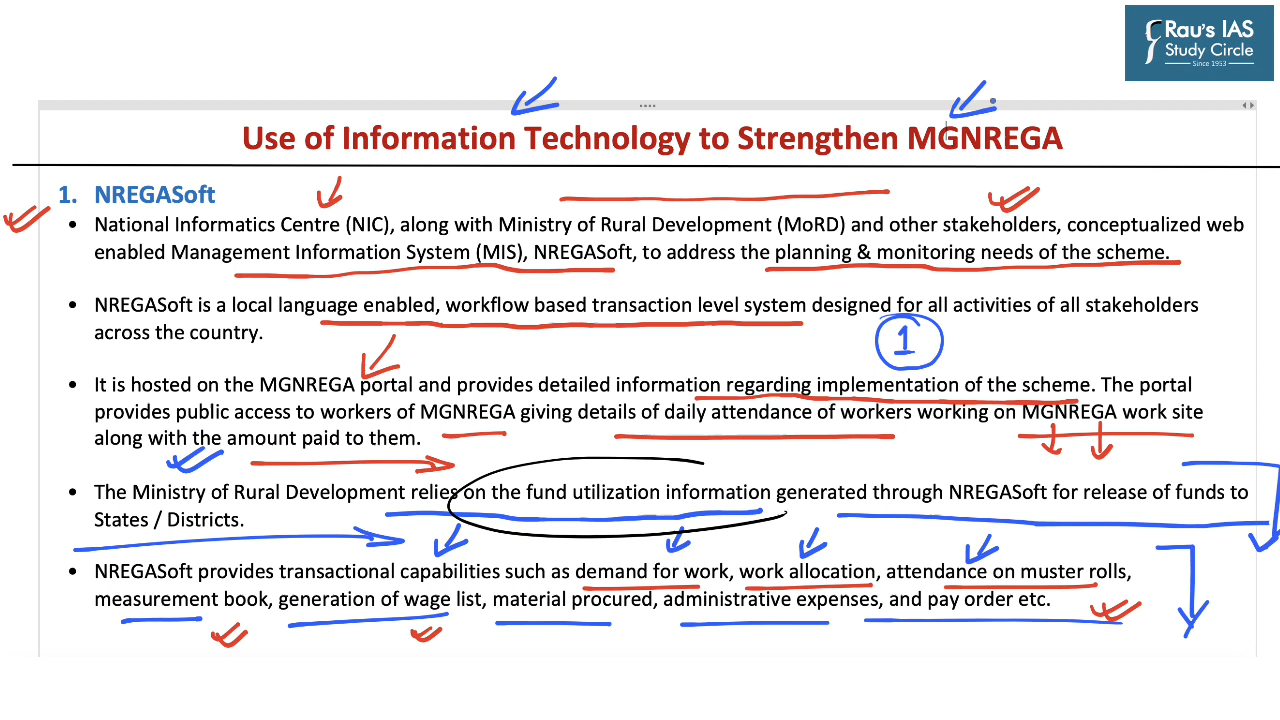 Rau's IAS
Study Circle
Since 1953
Use of Information Technology to Strengthen MGNREGA
1. NREGASoft
• National Informatics Centre (NIC), along with Ministry of Rural Development (MoRD) and other stakeholders, conceptualized web
enabled Management Information System (MIS), NREGASoft, to address the planning & monitoring needs of the scheme.
• NREGASoft is a local language enabled, workflow based transaction level system designed for all activities of all stakeholders
across the country.
1
• It is hosted on the MGNREGA portal and provides detailed information regarding implementation of the scheme. The portal
provides public access to workers of MGNREGA giving details of daily attendance of workers working on MGNREGA work site
along with the amount paid to them.
• The Ministry of Rural Development relies on the fund utilization information generated through NREGASoft for release of funds to
States / Districts.
• NREGASoft provides transactional capabilities such as demand for work, work allocation, attendance on muster rolls,
measurement book, generation of wage list, material procured, administrative expenses, and pay order etc.